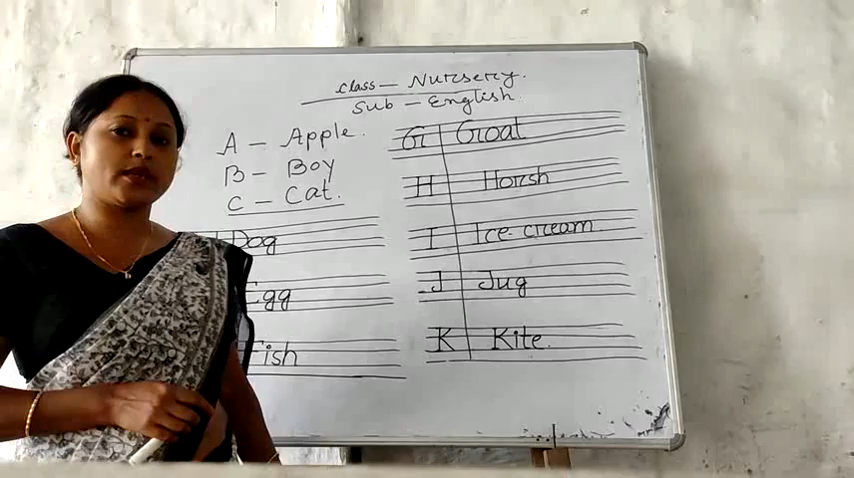 Class - Nursery.
Sub - English.
A - Apple.
B - Boy
C - Cat.
Dog
Egg
Fish
G Goat
H Horsh
I Ice-cream.
J Jug
K Kite.